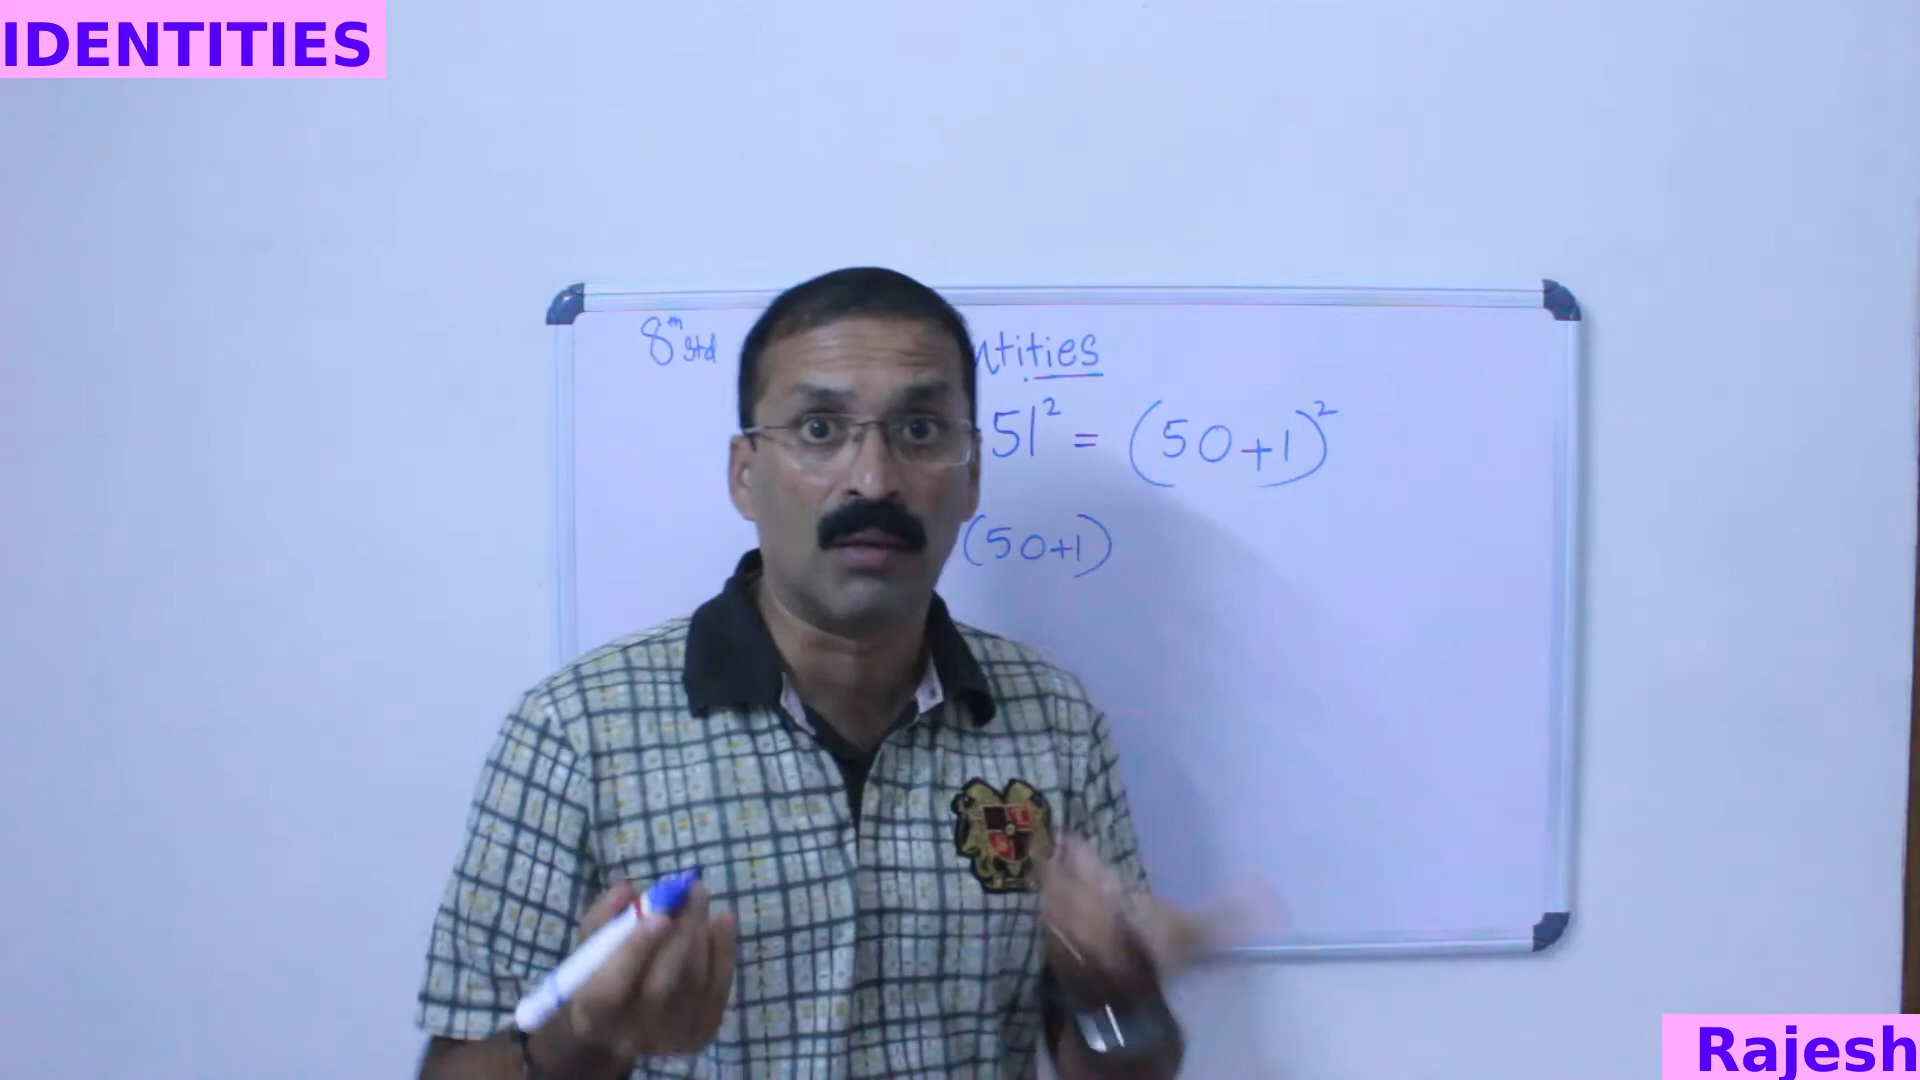 IDENTITIES
8th Std ntities
51² = (50+1)²
(50+1)
Rajesh